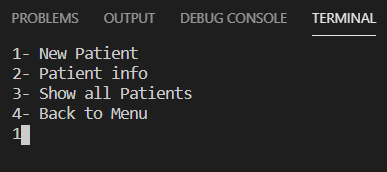 PROBLEMS OUTPUT DEBUG CONSOLE TERMINAL
1- New Patient
2- Patient info
3- Show all Patients
4- Back to Menu
1